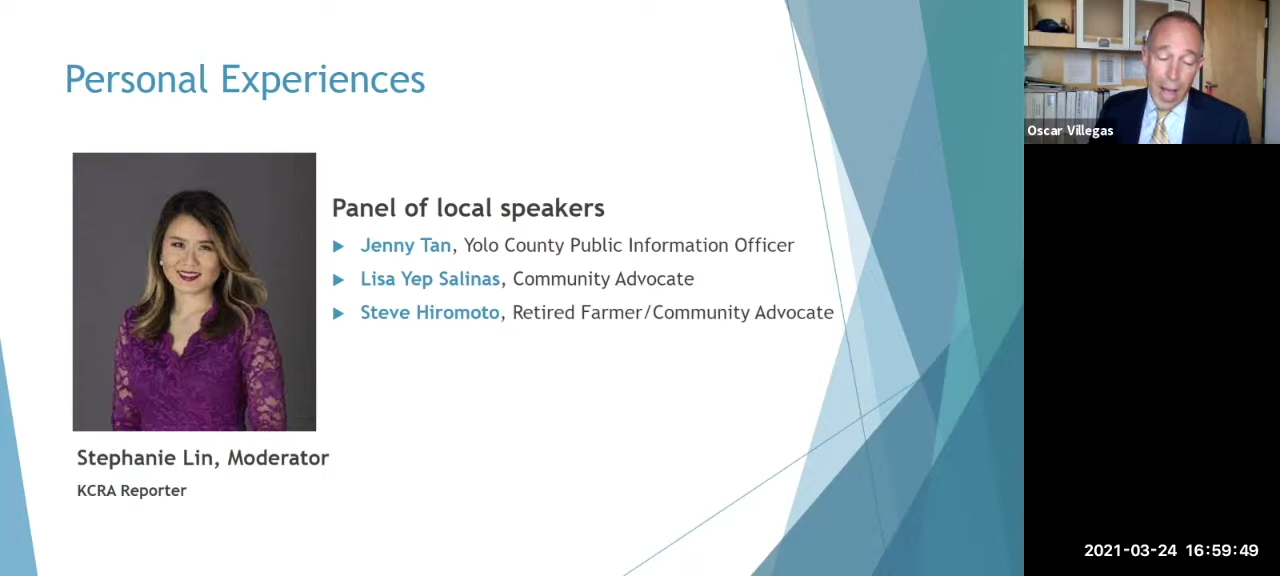 Personal Experiences
Panel of local speakers
Jenny Tan, Yolo County Public Information Officer
Lisa Yep Salinas, Community Advocate
Steve Hiromoto, Retired Farmer/Community Advocate
Stephanie Lin, Moderator
KCRA Reporter
Oscar Villegas
2021-03-24 16:59:49